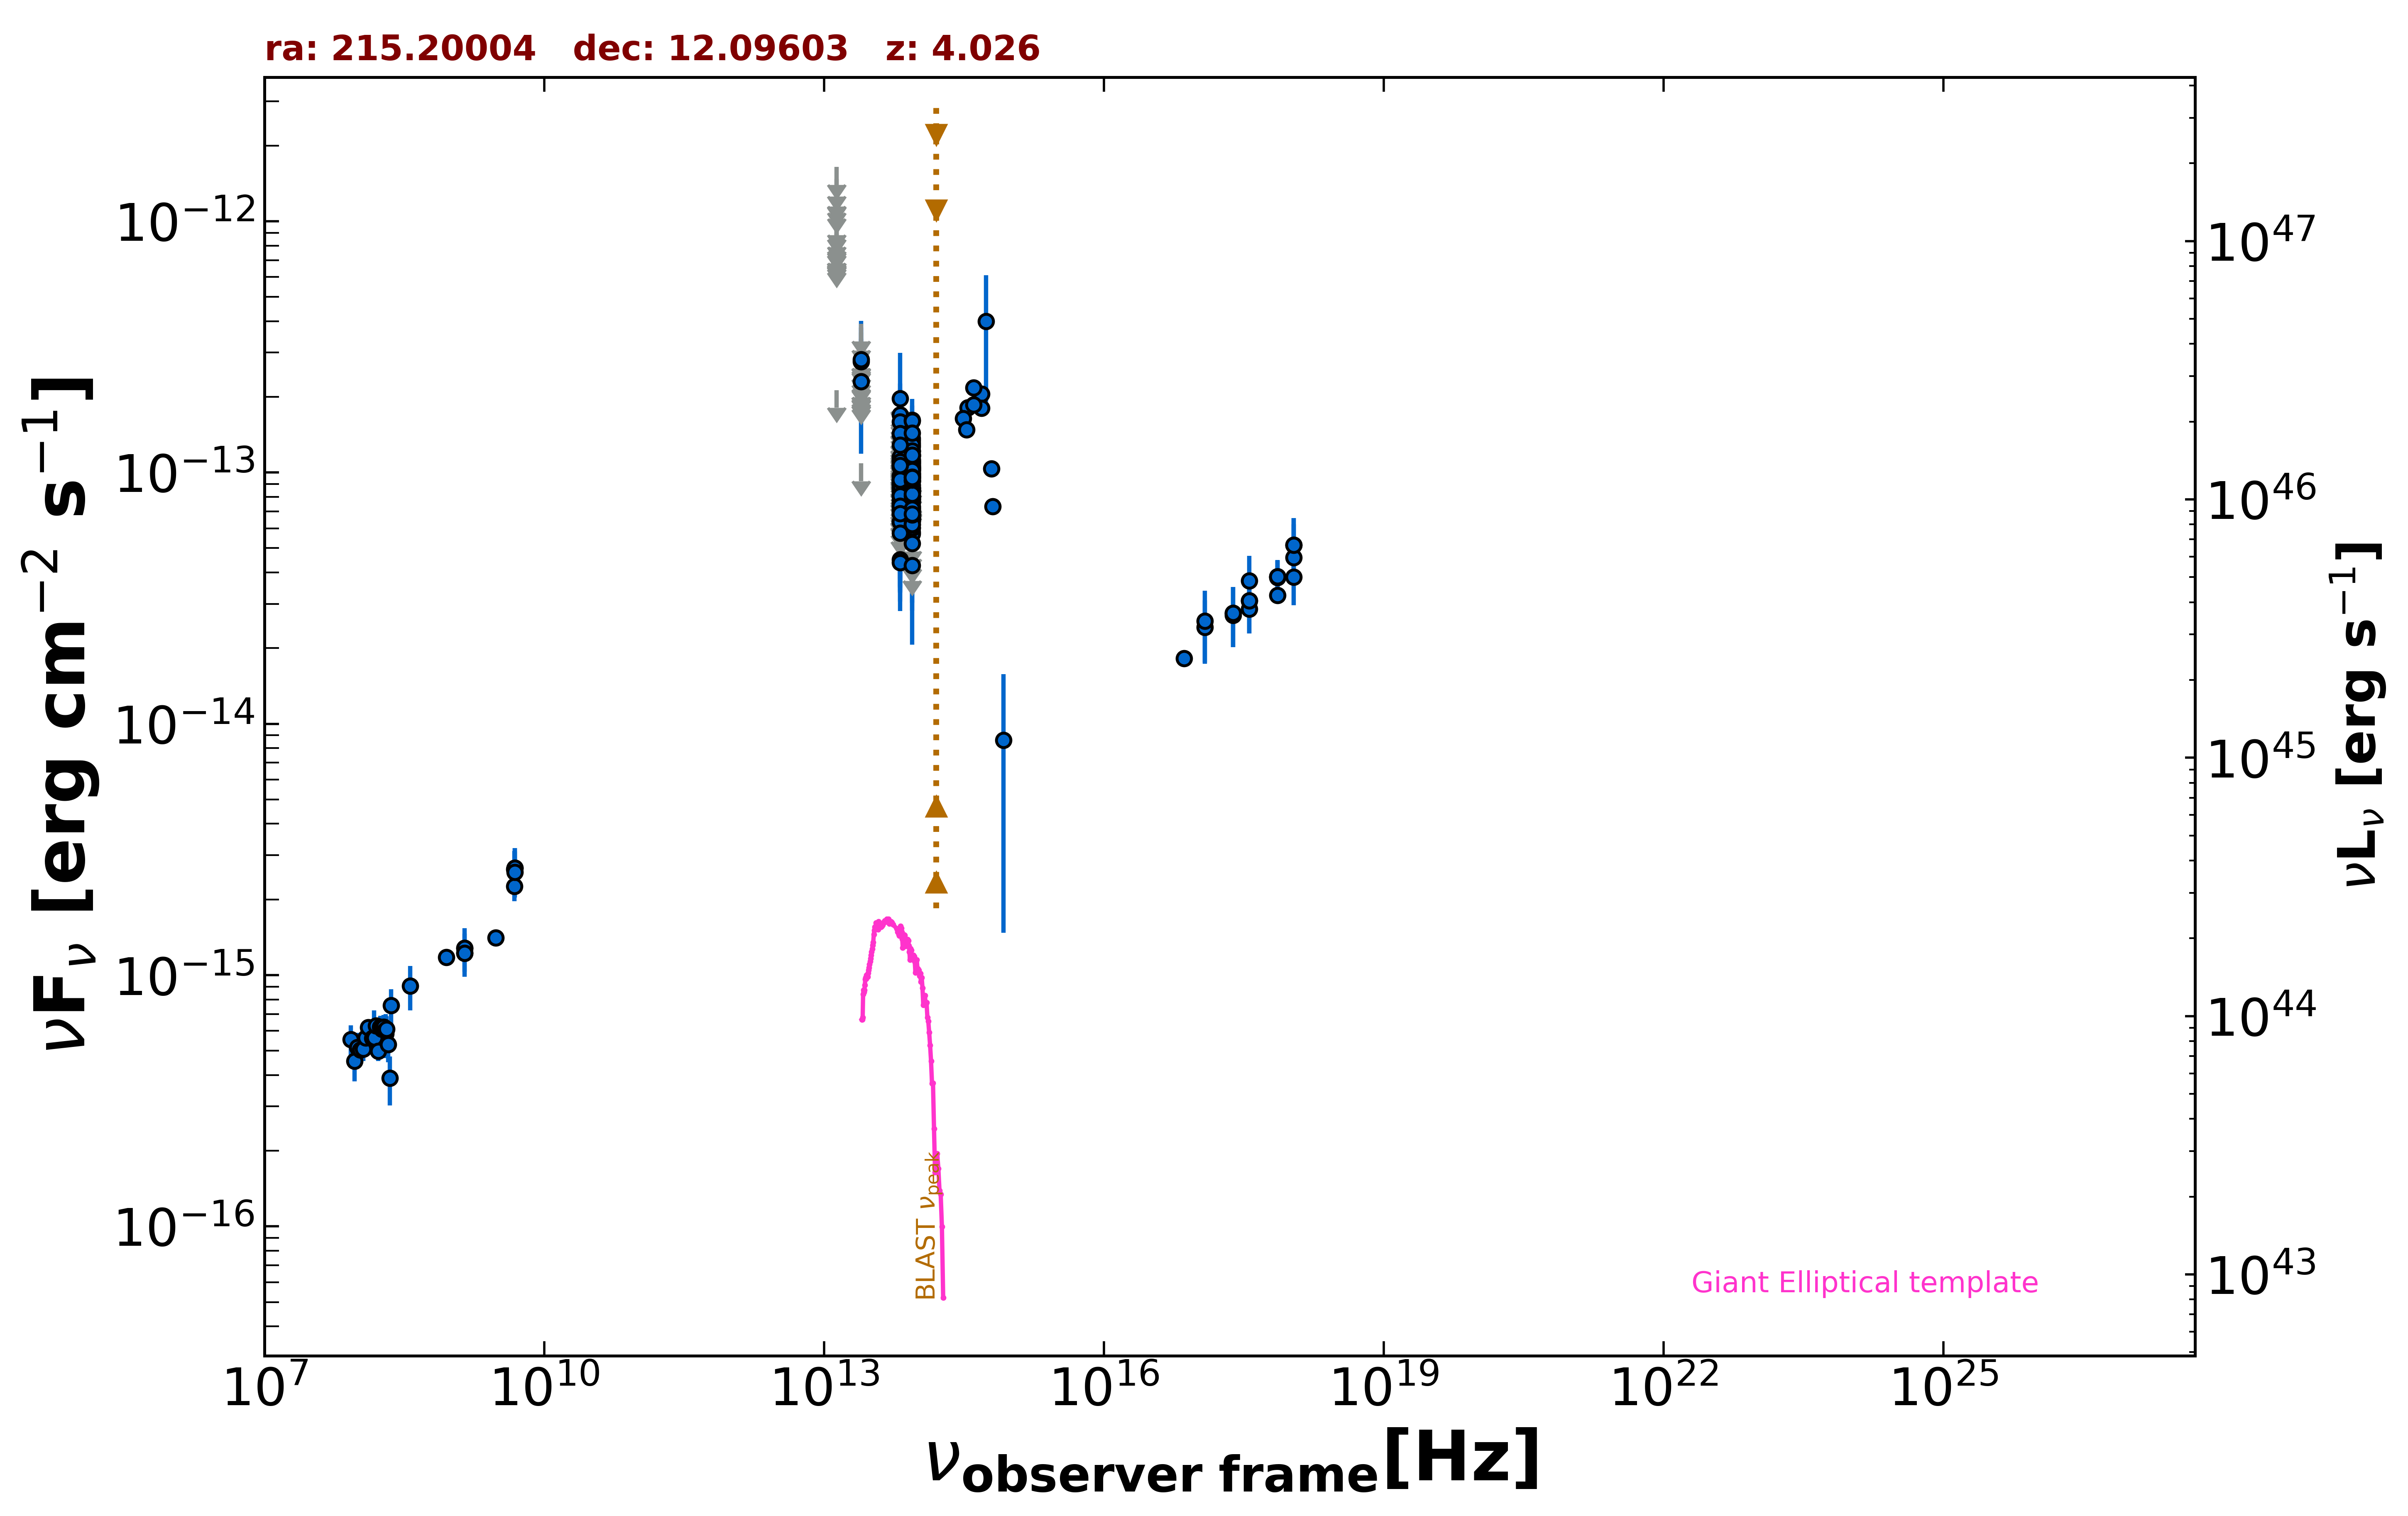 ra: 215.20004 dec: 12.09603 z: 4.026
νFν [erg cm−2 s−1]
10−12
10−13
10−14
10−15
10−16
1047
1046
1045
1044
1043
νLν [erg s−1]
BLAST νpeak
Giant Elliptical template
107 1010 1013 1016 1019 1022 1025
νobserver frame[Hz]